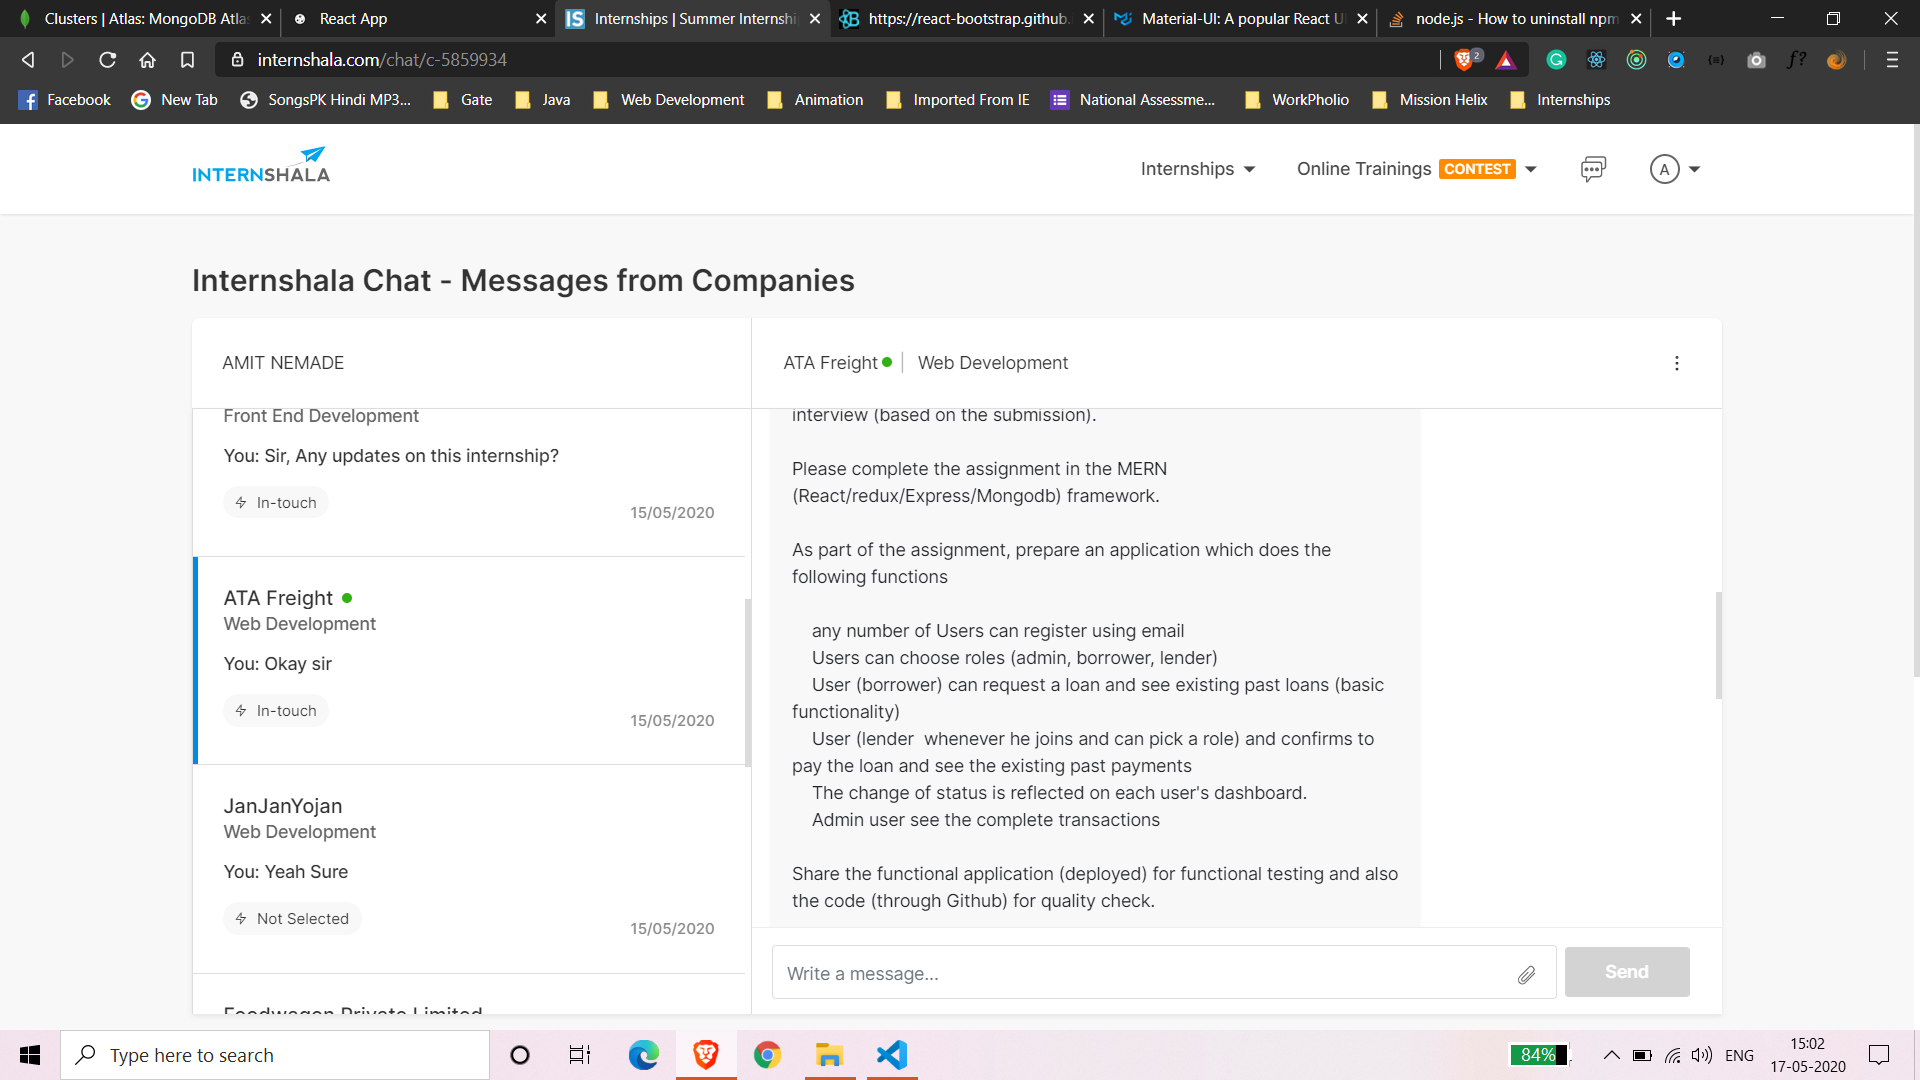 Clusters | Atlas: MongoDB Atlas
React App
Internships | Summer Internshi
https://react-bootstrap.github.
Material-UI: A popular React U
node.js - How to uninstall npm
internshala.com/chat/c-5859934
2
Facebook
New Tab
SongsPK Hindi MP3...
Gate
Java
Web Development
Animation
Imported From IE
National Assessme...
WorkPholio
Mission Helix
Internships
INTERNSHALA
Internships
Online Trainings CONTEST
A
Internshala Chat - Messages from Companies
AMIT NEMADE
Front End Development
You: Sir, Any updates on this internship?
In-touch
15/05/2020
ATA Freight
Web Development
You: Okay sir
In-touch
15/05/2020
JanJanYojan
Web Development
You: Yeah Sure
Not Selected
15/05/2020
Foodwagon Private Limited
ATA Freight | Web Development
interview (based on the submission).
Please complete the assignment in the MERN
(React/redux/Express/Mongodb) framework.
As part of the assignment, prepare an application which does the
following functions
any number of Users can register using email
Users can choose roles (admin, borrower, lender)
User (borrower) can request a loan and see existing past loans (basic
functionality)
User (lender  whenever he joins and can pick a role) and confirms to
pay the loan and see the existing past payments
The change of status is reflected on each user's dashboard.
Admin user see the complete transactions
Share the functional application (deployed) for functional testing and also
the code (through Github) for quality check.
Write a message...
Send
Type here to search
84%
ENG
15:02
17-05-2020